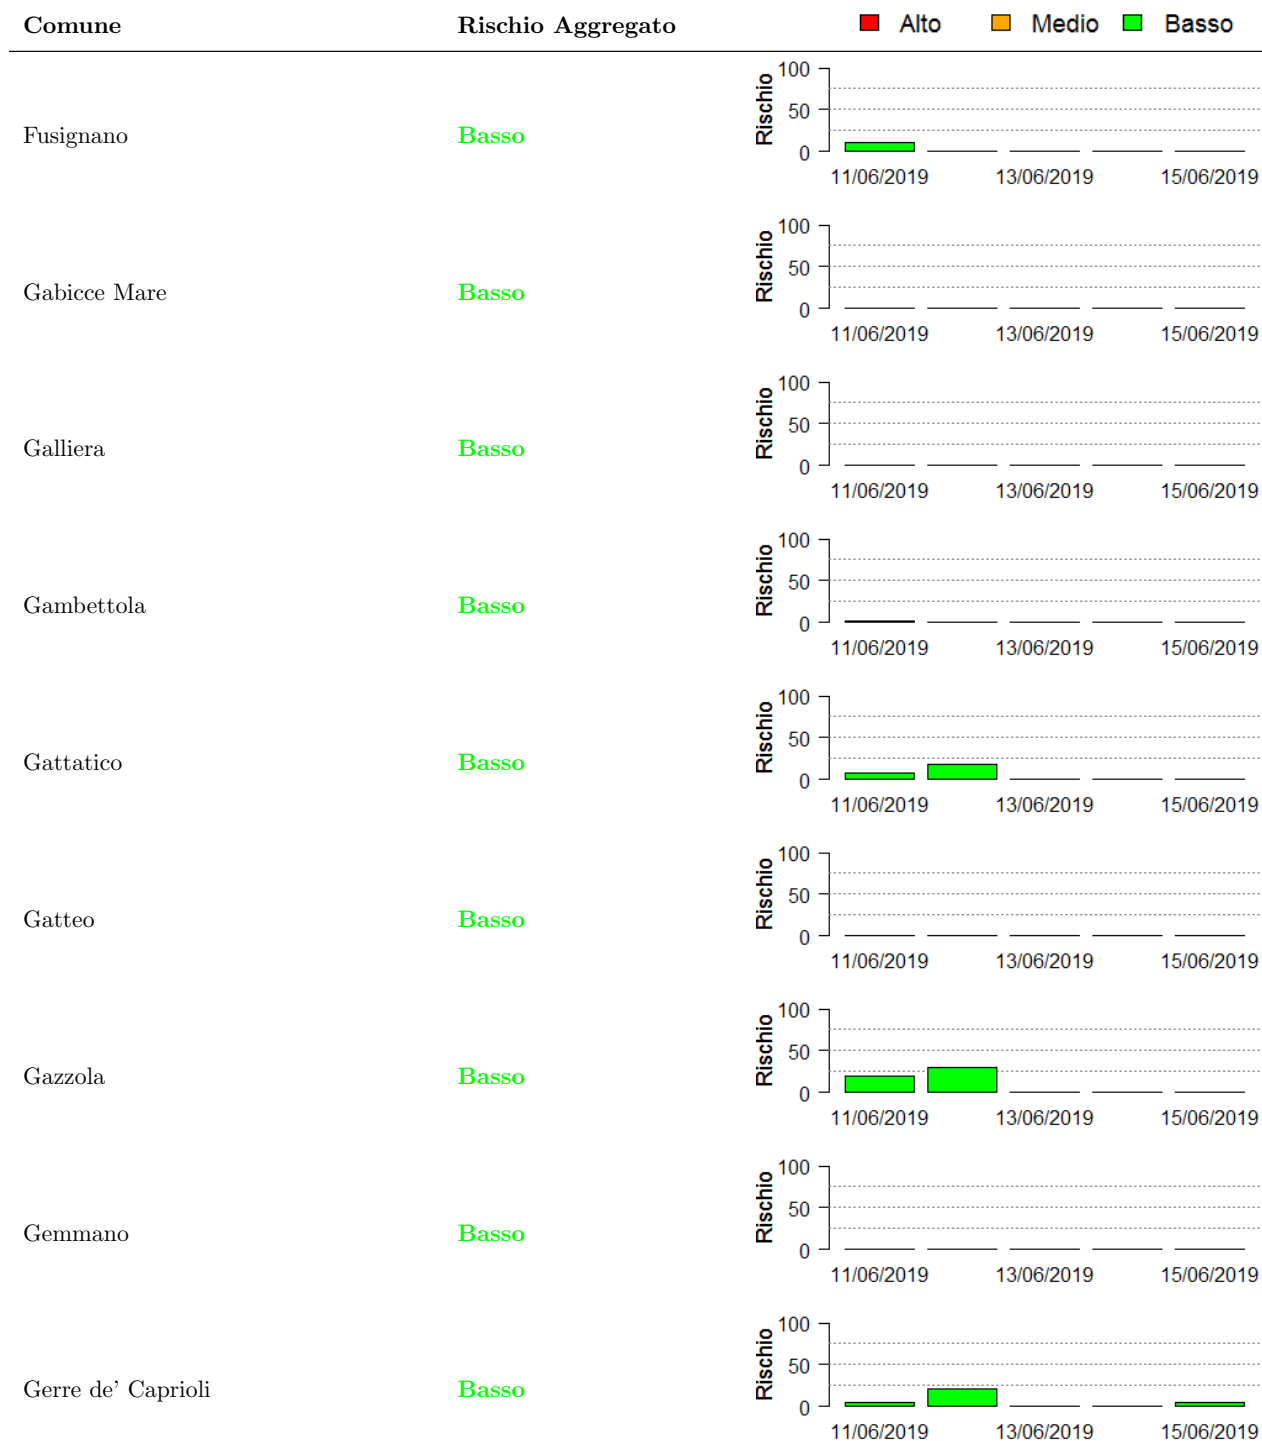 Comune Rischio Aggregato Alto Medio Basso
Fusignano Basso Rischio 100 50 0
11/06/2019 13/06/2019 15/06/2019
Gabicce Mare Basso Rischio 100 50 0
11/06/2019 13/06/2019 15/06/2019
Galliera Basso Rischio 100 50 0
11/06/2019 13/06/2019 15/06/2019
Gambettola Basso Rischio 100 50 0
11/06/2019 13/06/2019 15/06/2019
Gattatico Basso Rischio 100 50 0
11/06/2019 13/06/2019 15/06/2019
Gatteo Basso Rischio 100 50 0
11/06/2019 13/06/2019 15/06/2019
Gazzola Basso Rischio 100 50 0
11/06/2019 13/06/2019 15/06/2019
Gemmano Basso Rischio 100 50 0
11/06/2019 13/06/2019 15/06/2019
Gerre de' Caprioli Basso Rischio 100 50 0
11/06/2019 13/06/2019 15/06/2019